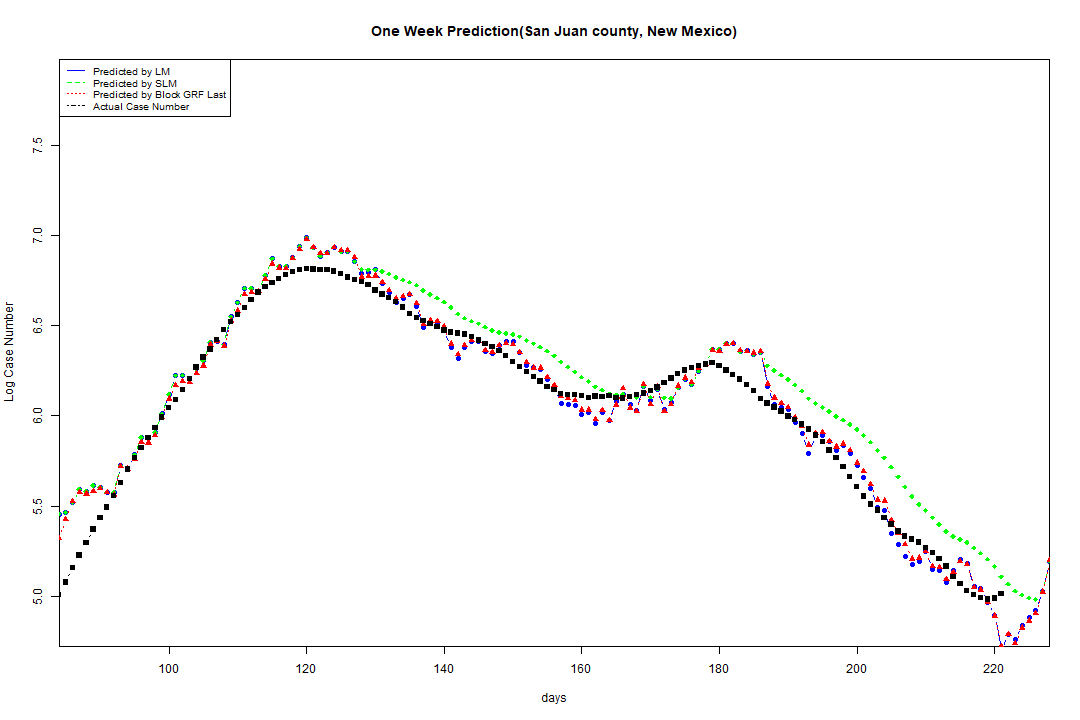 One Week Prediction(San Juan county, New Mexico)
Predicted by LM
Predicted by SLM
Predicted by Block GRF Last
Actual Case Number
7.5
7.0
6.5
6.0
5.5
5.0
Log Case Number
100 120 140 160 180 200 220
days